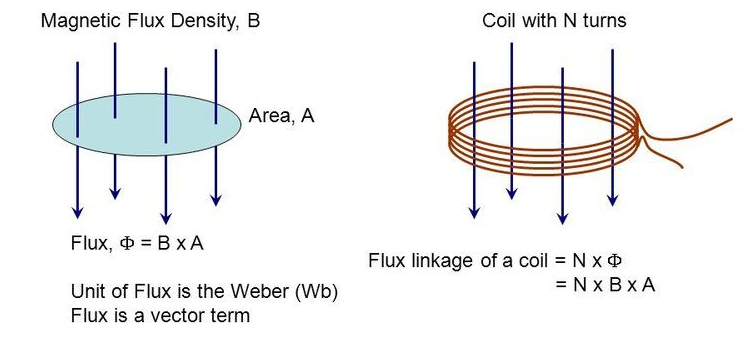 Magnetic Flux Density, B
Area, A
Flux, Φ = B x A
Unit of Flux is the Weber (Wb)
Flux is a vector term
Coil with N turns
Flux linkage of a coil = N x Φ
= N x B x A